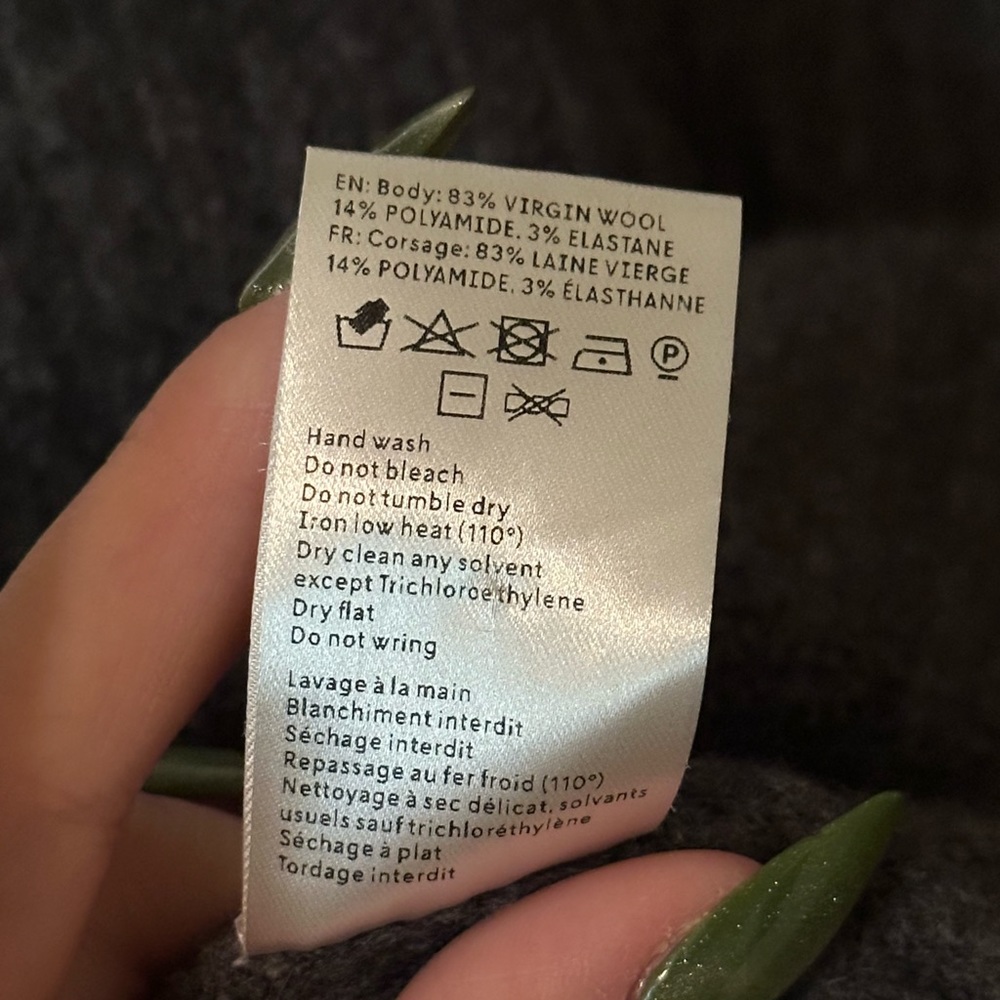 EN: Body: 83% VIRGIN WOOL
14% POLYAMIDE. 3% ELASTANE
FR: Corsage: 83% LAINE VIERGE
14% POLYAMIDE. 3% ÉLASTHANNE
P
Hand wash
Do not bleach
Do not tumble dry
Iron low heat (110°)
Dry clean any solvent
except Trichloroethylene
Dry flat
Do not wring
Lavage à la main
Blanchiment interdit
Séchage interdit
Repassage au fer froid (110°)
Nettoyage à sec délicat. solvants
usuels sauf trichloréthylène
Séchage à plat
Tordage interdit